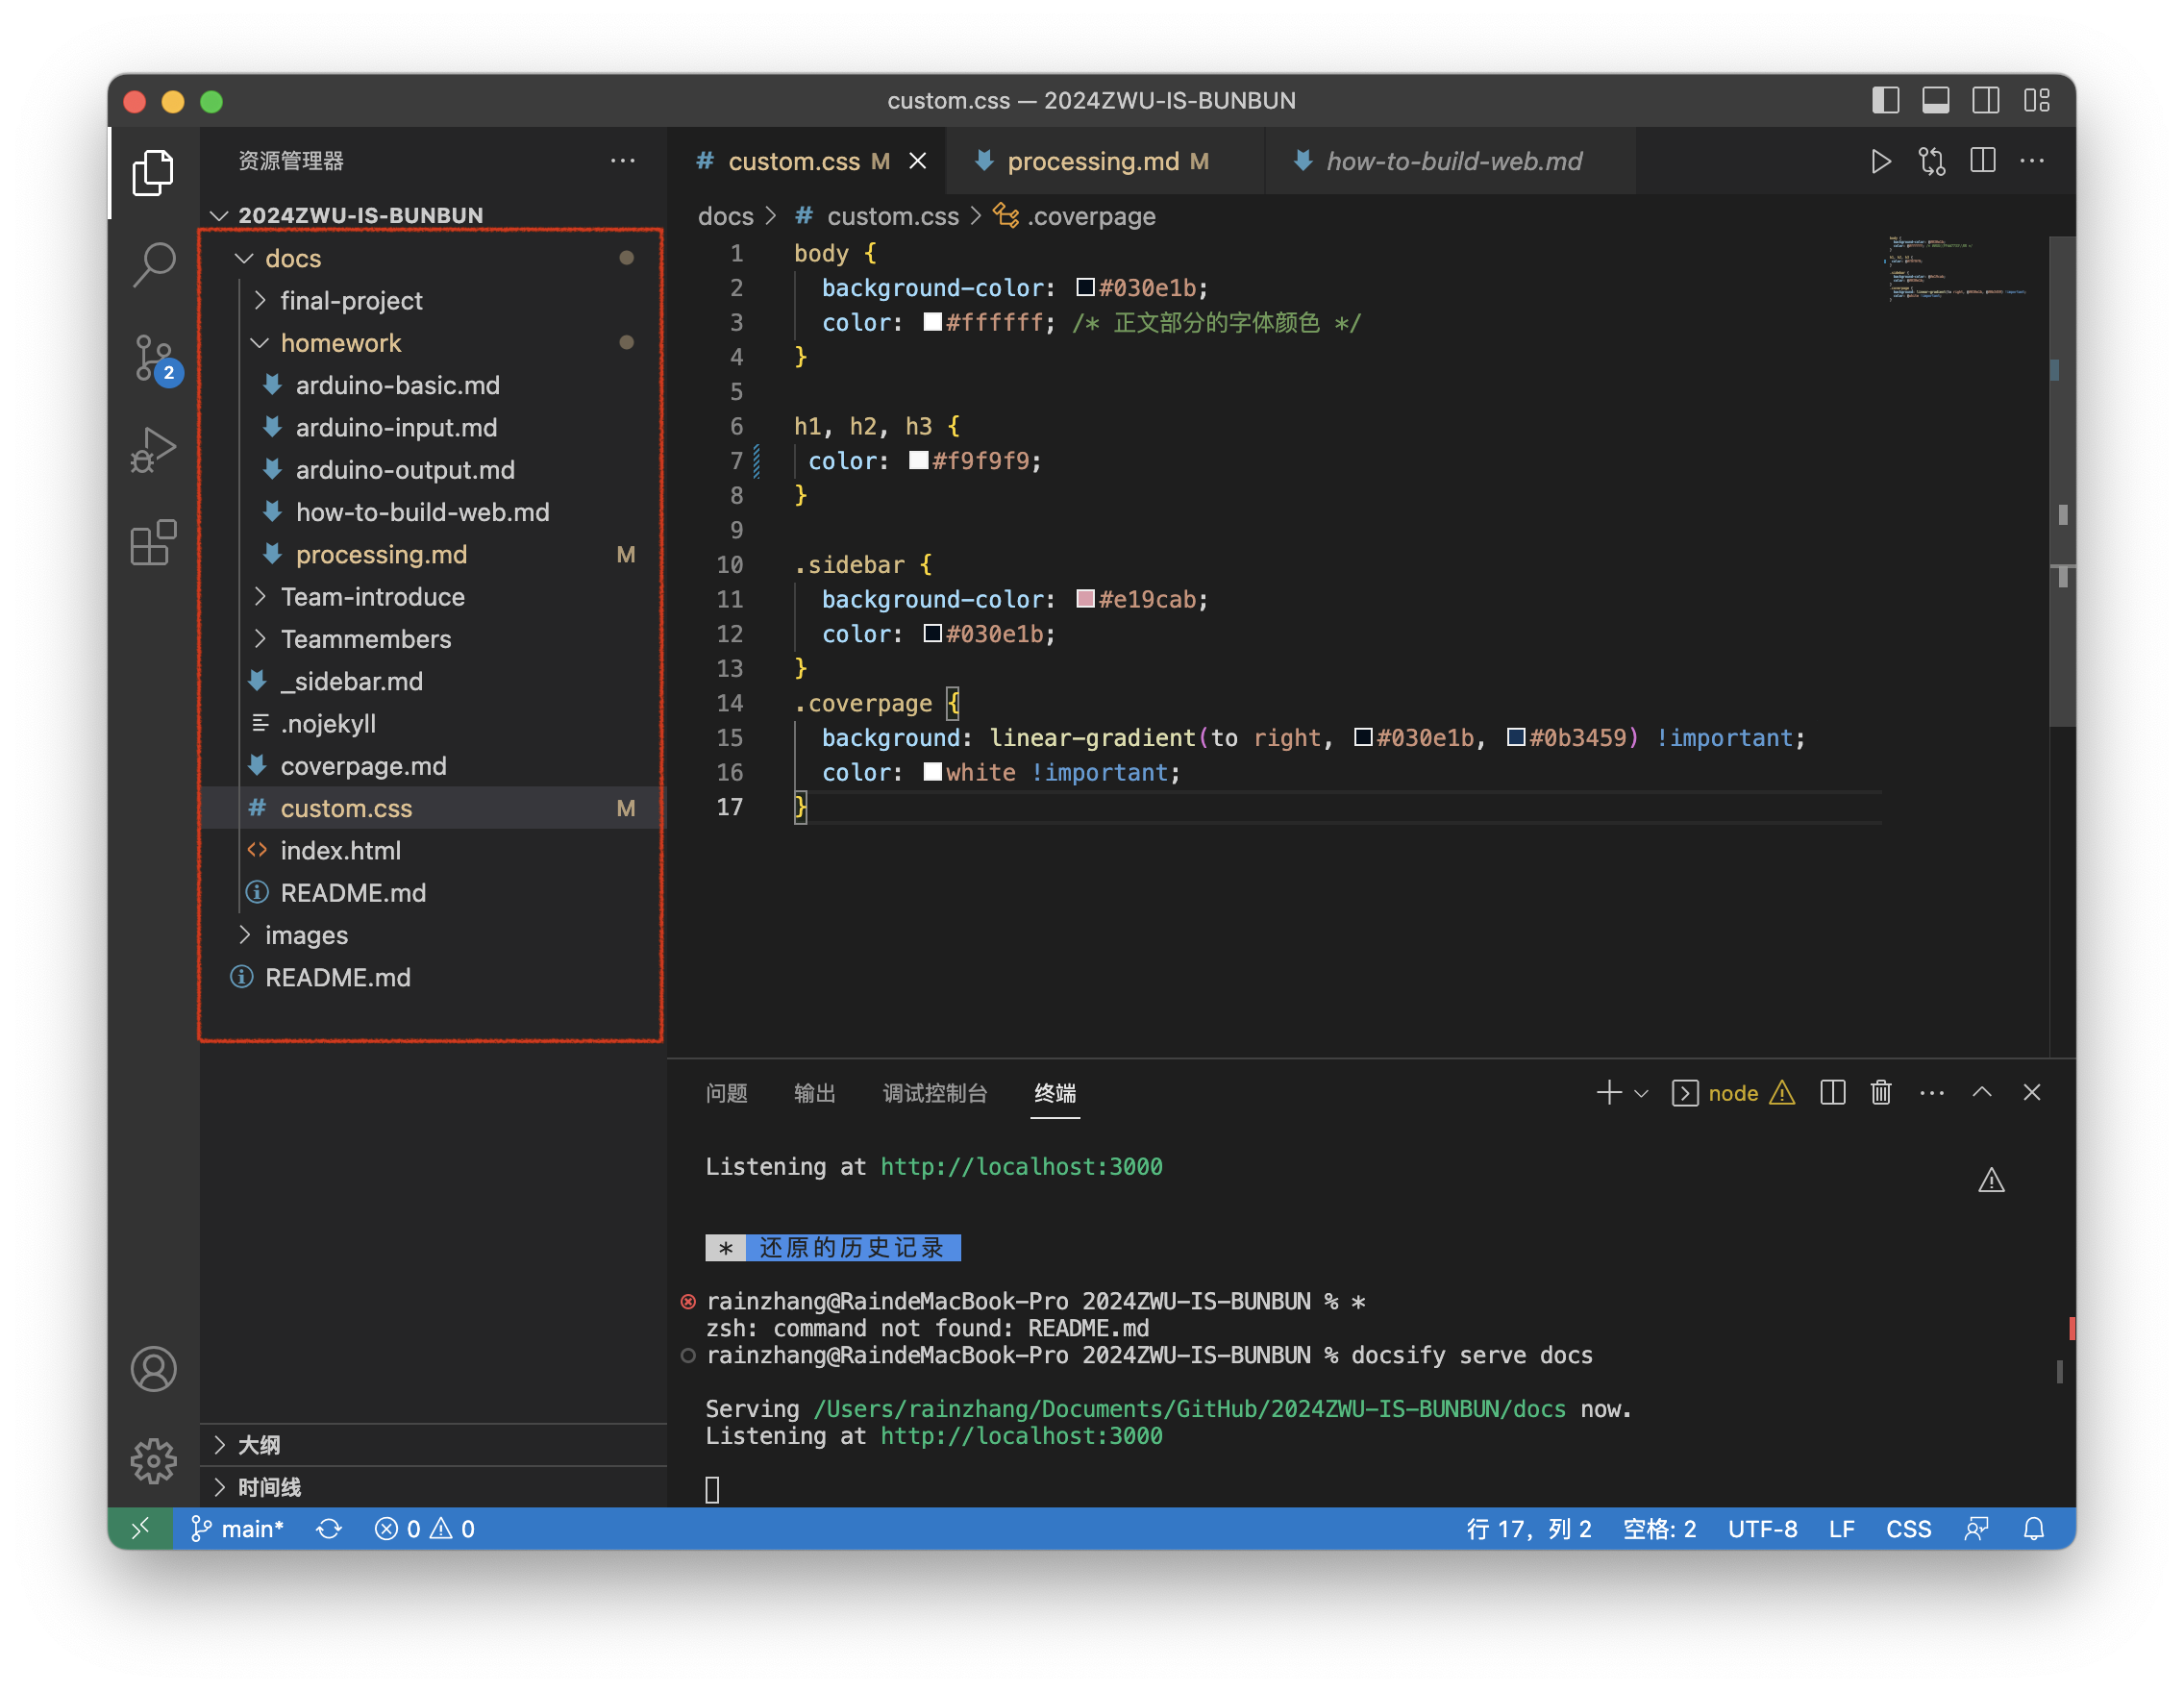 custom.css — 2024ZWU-IS-BUNBUN
资源管理器
2024ZWU-IS-BUNBUN
docs
final-project
homework
arduino-basic.md
arduino-input.md
arduino-output.md
how-to-build-web.md
processing.md M
Team-introduce
Teammembers
_sidebar.md
.nojekyll
coverpage.md
# custom.css M
<> index.html
README.md
images
README.md
大纲
时间线
2
# custom.css M
processing.md M
how-to-build-web.md
docs > # custom.css > .coverpage
1 body {
2 background-color: #030e1b;
3 color: #ffffff; /* 正文部分的字体颜色 */
4 }
5
6 h1, h2, h3 {
7 color: #f9f9f9;
8 }
9
10 .sidebar {
11 background-color: #e19cab;
12 color: #030e1b;
13 }
14 .coverpage {
15 background: linear-gradient(to right, #030e1b, #0b3459) !important;
16 color: white !important;
17 }
问题 输出 调试控制台 终端
node
Listening at http://localhost:3000
* 还原的历史记录
rainzhang@RaindeMacBook-Pro 2024ZWU-IS-BUNBUN % *
zsh: command not found: README.md
rainzhang@RaindeMacBook-Pro 2024ZWU-IS-BUNBUN % docsify serve docs
Serving /Users/rainzhang/Documents/GitHub/2024ZWU-IS-BUNBUN/docs now.
Listening at http://localhost:3000
main* 0 0 行 17, 列 2 空格: 2 UTF-8 LF CSS